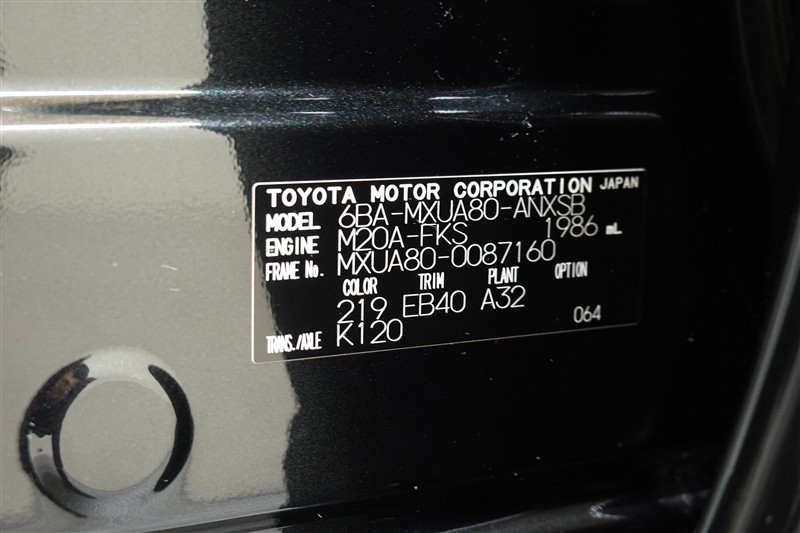 TOYOTA MOTOR CORPORATION JAPAN
MODEL 6BA-MXUA80-ANXSB
ENGINE M20A-FKS 1986 mL
FRAME No. MXUA80-0087160
COLOR TRIM PLANT OPTION
219 EB40 A32
TRANS./AXLE K120 064